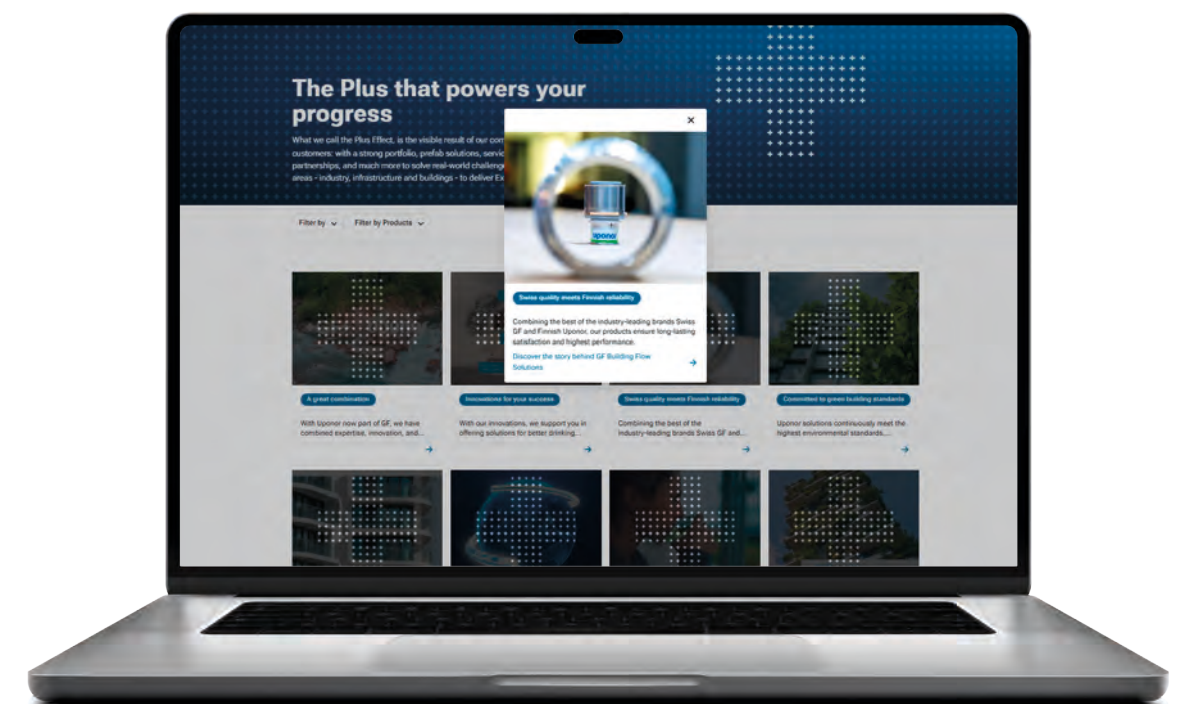 The Plus that powers your
progress
What we call the Plus Effect, is the visible result of our
customers: with a strong portfolio, prefab solutions,
partnerships, and much more to solve real-world
areas - industry, infrastructure and buildings - to deliver
Filter by
Filter by Products
uponor
Swiss quality meets Finnish reliability
Combining the best of the industry-leading brands Swiss
GF and Finnish Uponor, our products ensure long-lasting
satisfaction and highest performance.
Discover the story behind GF Building Flow
Solutions
A great combination
With Uponor now part of GF, we have
combined expertise, innovation, and...
Innovations for your success
With our innovations, we support you in
offering solutions for better drinking...
Swiss quality meets Finnish reliability
Combining the best of the
industry-leading brands Swiss GF and...
Committed to green building standards
Uponor solutions continuously meet the
highest environmental standards,...